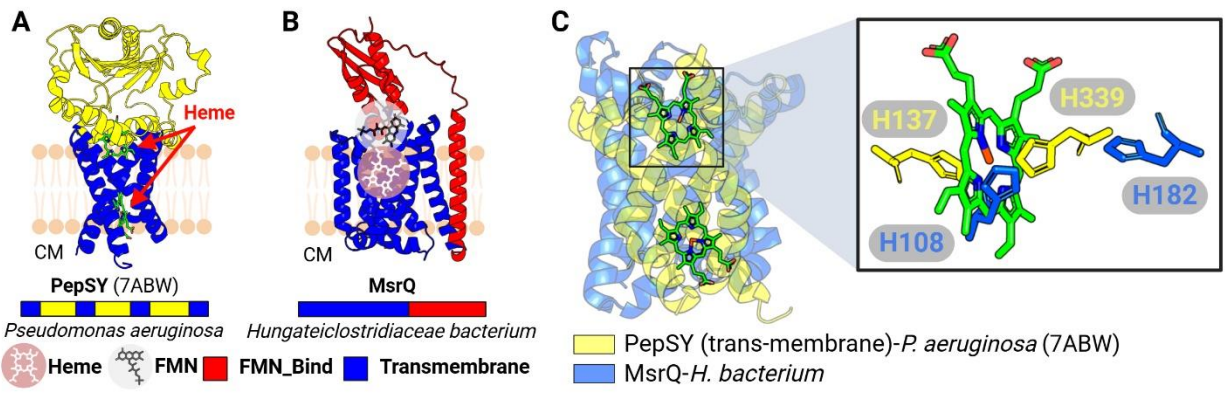 A
Heme
CM
PepSY (7ABW)
Pseudomonas aeruginosa
B
CM
MsrQ
Hungateiclostridiaceae bacterium
Heme FMN FMN_Bind Transmembrane
C
H137
H339
H182
H108
PepSY (trans-membrane)-P. aeruginosa (7ABW)
MsrQ-H. bacterium